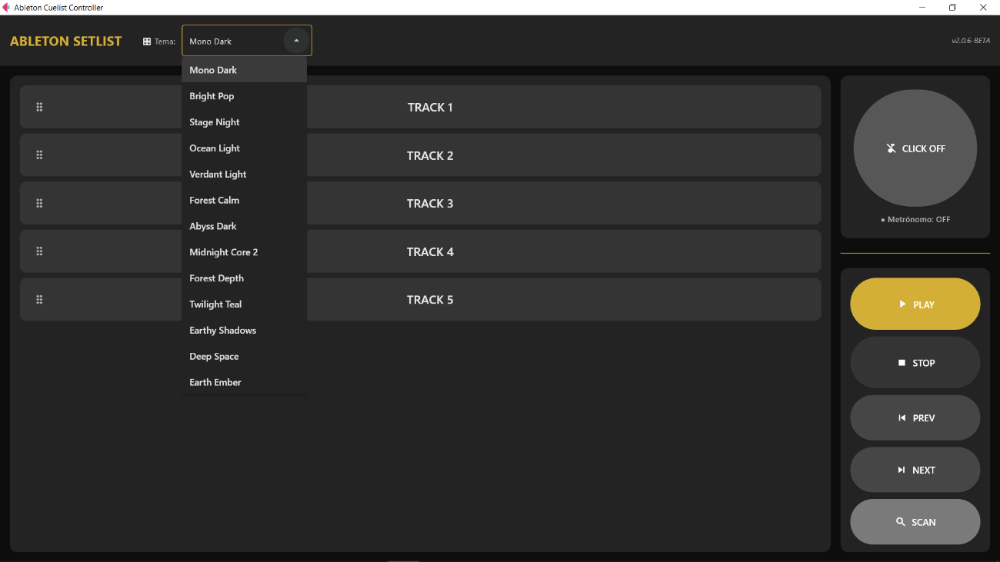 Ableton Cuelist Controller
ABLETON SETLIST
Tema:
Mono Dark
v2.0.6-BETA
Mono Dark
Bright Pop
Stage Night
Ocean Light
Verdant Light
Forest Calm
Abyss Dark
Midnight Core 2
Forest Depth
Twilight Teal
Earthy Shadows
Deep Space
Earth Ember
TRACK 1
TRACK 2
TRACK 3
TRACK 4
TRACK 5
CLICK OFF
● Metrónomo: OFF
PLAY
STOP
PREV
NEXT
SCAN